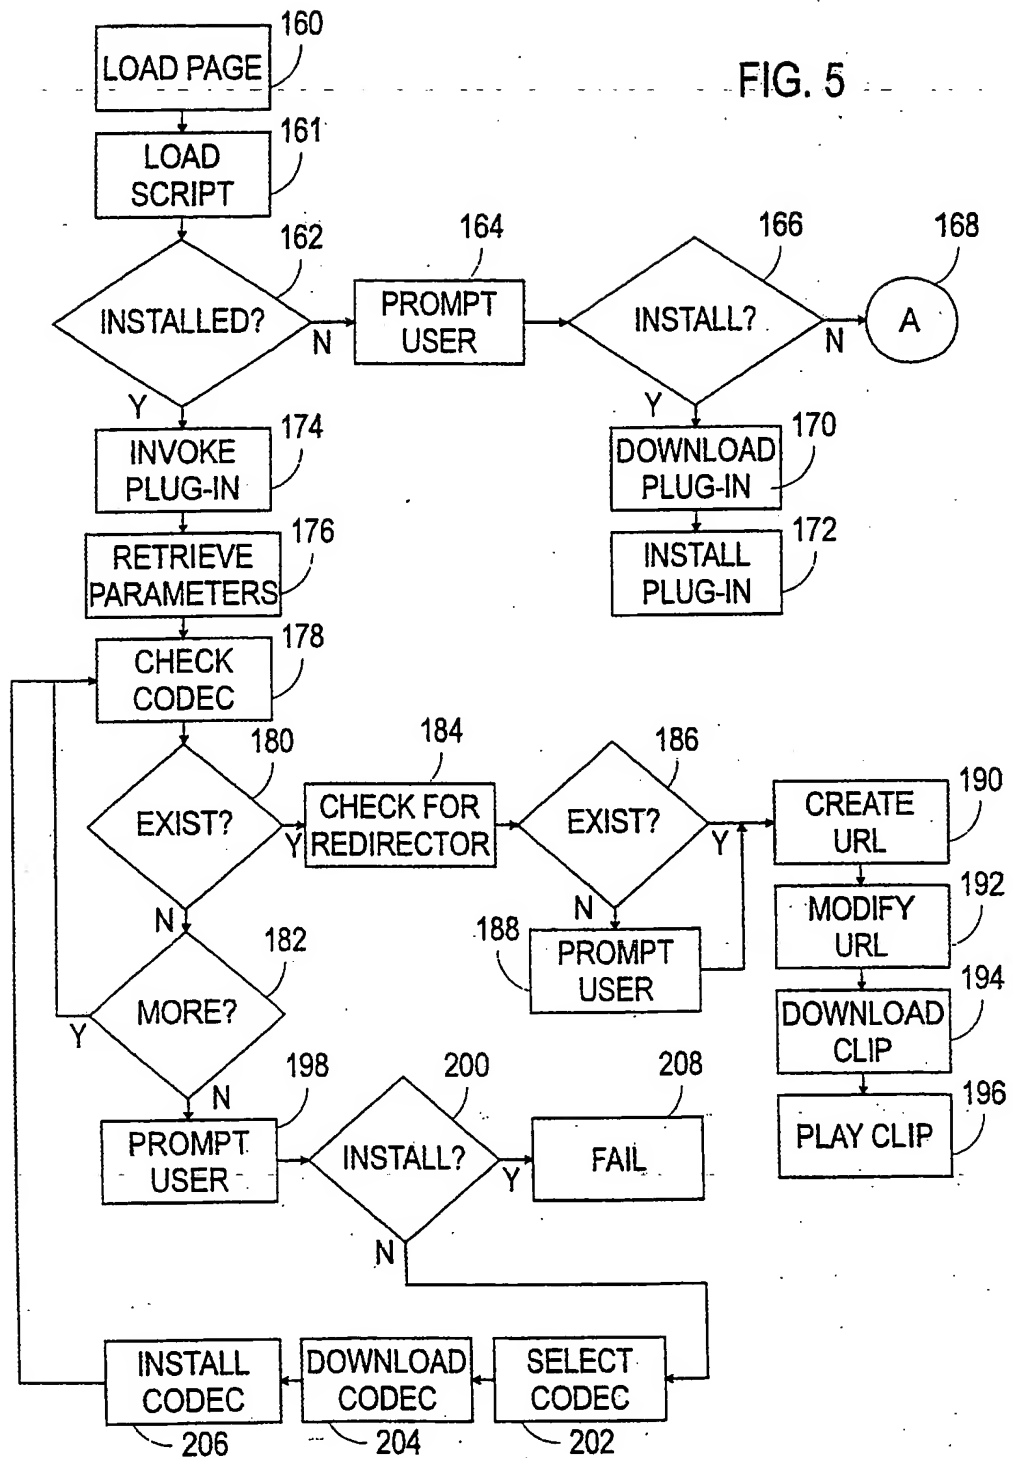 FIG. 5
160
LOAD PAGE
161
LOAD
SCRIPT
162
INSTALLED?
N
Y
164
PROMPT
USER
166
INSTALL?
N
Y
168
A
174
INVOKE
PLUG-IN
170
DOWNLOAD
PLUG-IN
176
RETRIEVE
PARAMETERS
172
INSTALL
PLUG-IN
178
CHECK
CODEC
180
EXIST?
Y
N
184
CHECK FOR
REDIRECTOR
186
EXIST?
Y
N
188
PROMPT
USER
190
CREATE
URL
192
MODIFY
URL
194
DOWNLOAD
CLIP
196
PLAY CLIP
182
MORE?
Y
N
198
PROMPT
USER
200
INSTALL?
Y
N
208
FAIL
INSTALL
CODEC
206
DOWNLOAD
CODEC
204
SELECT
CODEC
202